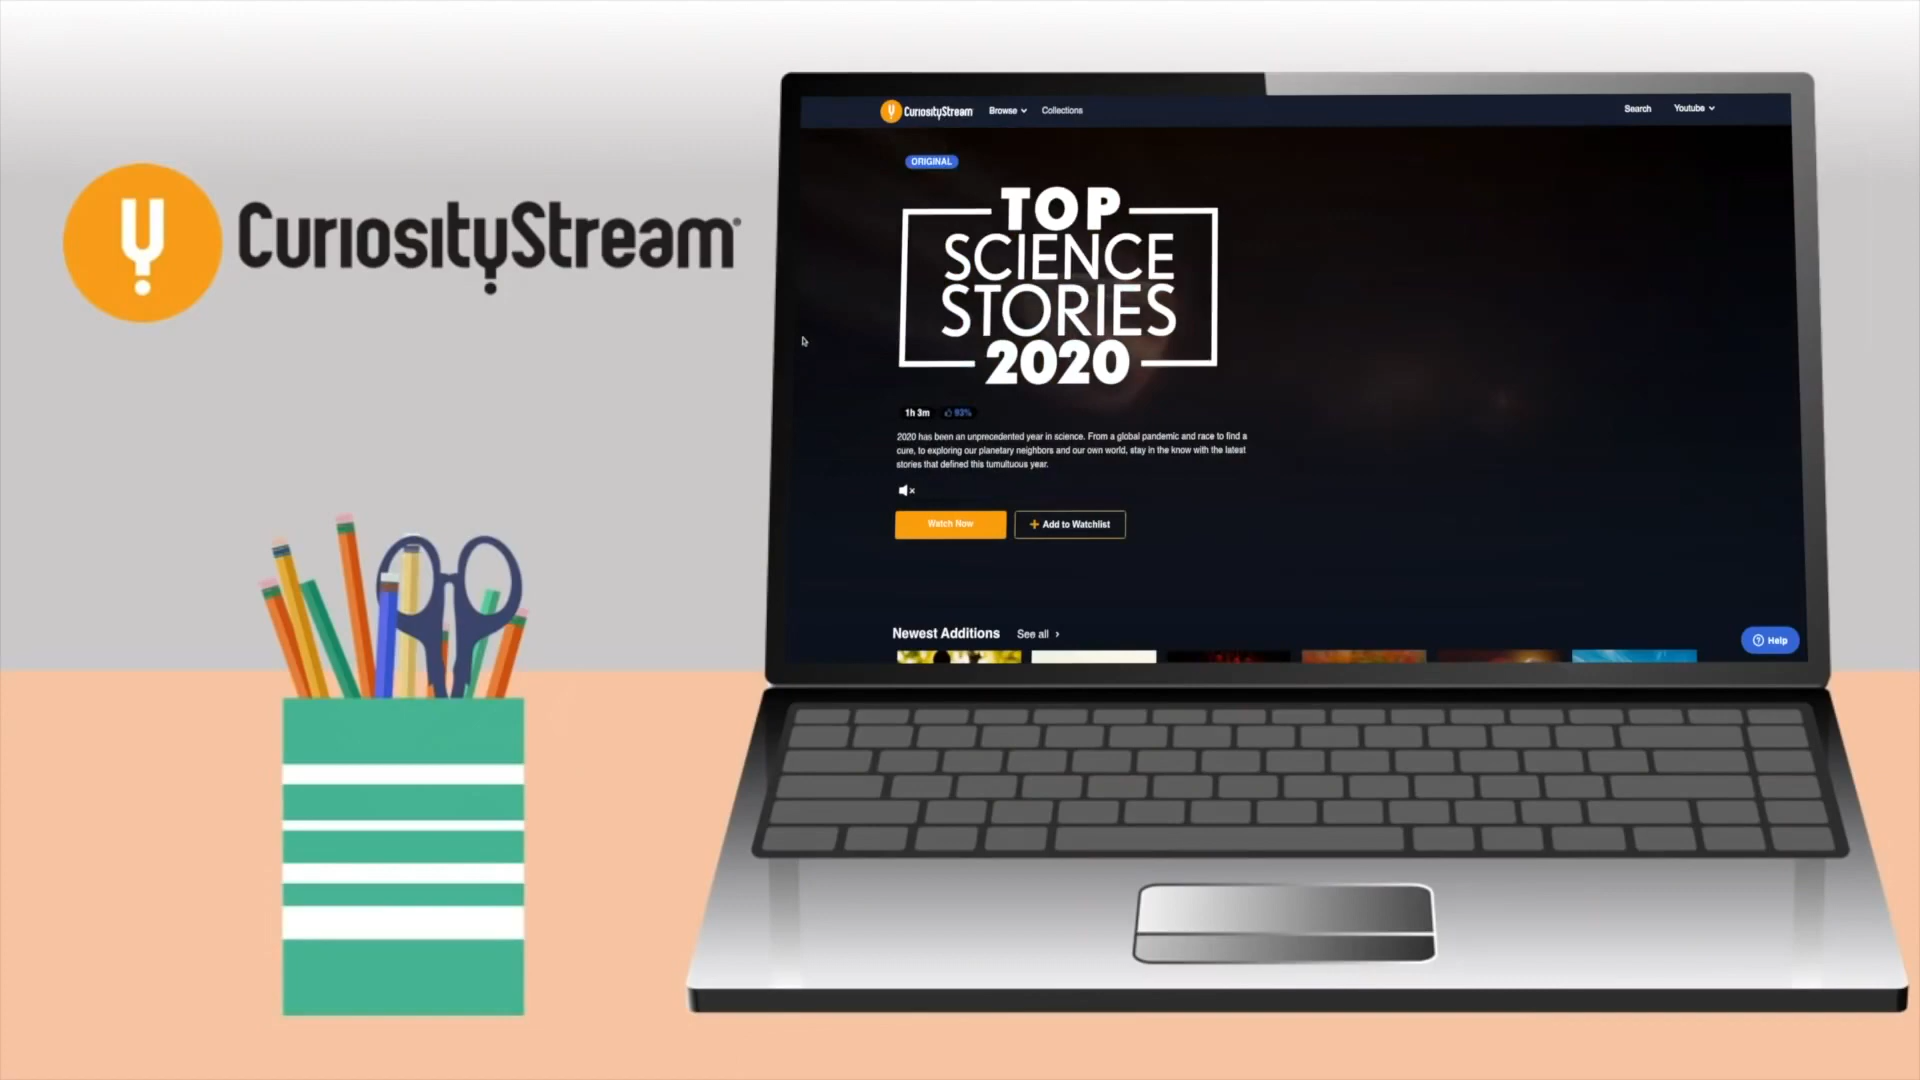 CuriosityStream
CuriosityStream Browse Collections Search Youtube
ORIGINAL
TOP
SCIENCE
STORIES
2020
1h 3m 93%
2020 has been an unprecedented year in science. From a global pandemic and race to find a
cure, to exploring our planetary neighbors and our own world, stay in the know with the latest
stories that defined this tumultuous year.
Watch Now + Add to Watchlist
Newest Additions See all >
Help